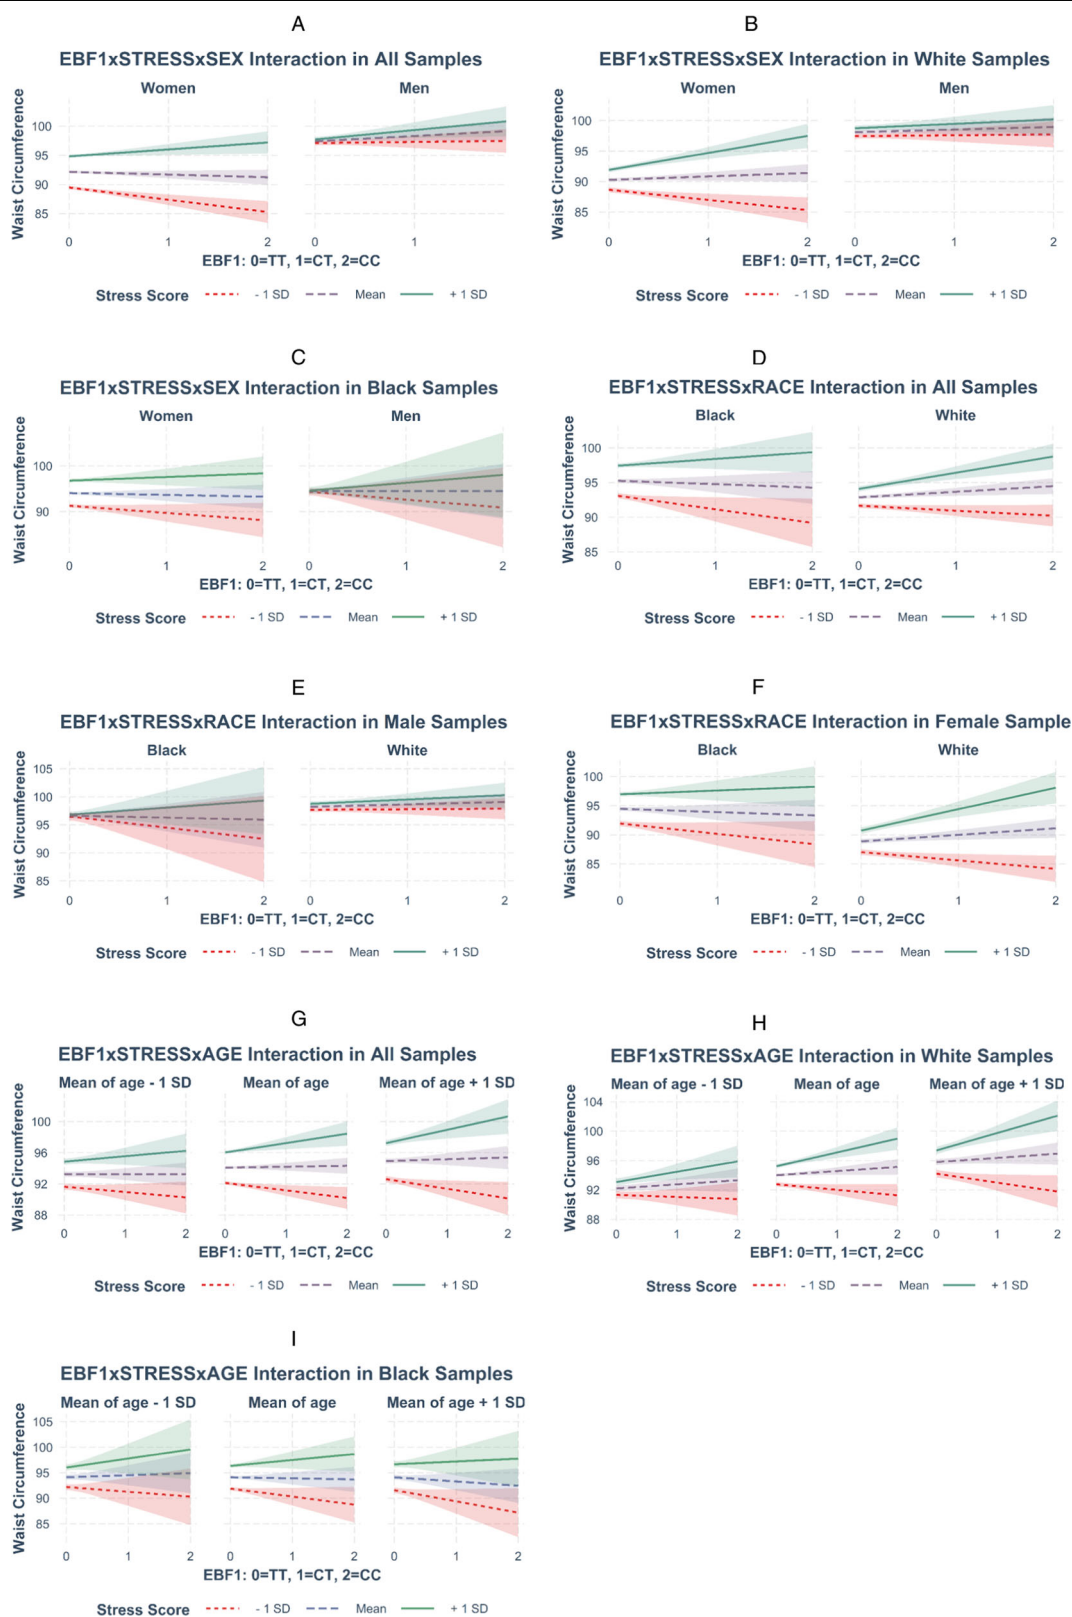 A
EBF1xSTRESSxSEX Interaction in All Samples
Women Men
Waist Circumference
100
95
90
85
0 1 2 0 1
EBF1: 0=TT, 1=CT, 2=CC
Stress Score - 1 SD Mean + 1 SD
B
EBF1xSTRESSxSEX Interaction in White Samples
Women Men
Waist Circumference
100
95
90
85
0 1 2 0 1 2
EBF1: 0=TT, 1=CT, 2=CC
Stress Score - 1 SD Mean + 1 SD
C
EBF1xSTRESSxSEX Interaction in Black Samples
Women Men
Waist Circumference
100
90
0 1 2 0 1 2
EBF1: 0=TT, 1=CT, 2=CC
Stress Score - 1 SD Mean + 1 SD
D
EBF1xSTRESSxRACE Interaction in All Samples
Black White
Waist Circumference
100
95
90
85
0 1 2 0 1 2
EBF1: 0=TT, 1=CT, 2=CC
Stress Score - 1 SD Mean + 1 SD
E
EBF1xSTRESSxRACE Interaction in Male Samples
Black White
Waist Circumference
105
100
95
90
85
0 1 2 0 1 2
EBF1: 0=TT, 1=CT, 2=CC
Stress Score - 1 SD Mean + 1 SD
F
EBF1xSTRESSxRACE Interaction in Female Sample
Black White
Waist Circumference
100
95
90
85
0 1 2 0 1 2
EBF1: 0=TT, 1=CT, 2=CC
Stress Score - 1 SD Mean + 1 SD
G
EBF1xSTRESSxAGE Interaction in All Samples
Mean of age - 1 SD Mean of age Mean of age + 1 SD
Waist Circumference
100
96
92
88
0 1 2 0 1 2 0 1 2
EBF1: 0=TT, 1=CT, 2=CC
Stress Score - 1 SD Mean + 1 SD
H
EBF1xSTRESSxAGE Interaction in White Samples
Mean of age - 1 SD Mean of age Mean of age + 1 SD
Waist Circumference
104
100
96
92
88
0 1 2 0 1 2 0 1 2
EBF1: 0=TT, 1=CT, 2=CC
Stress Score - 1 SD Mean + 1 SD
I
EBF1xSTRESSxAGE Interaction in Black Samples
Mean of age - 1 SD Mean of age Mean of age + 1 SD
Waist Circumference
105
100
95
90
85
0 1 2 0 1 2 0 1 2
EBF1: 0=TT, 1=CT, 2=CC
Stress Score - 1 SD Mean + 1 SD